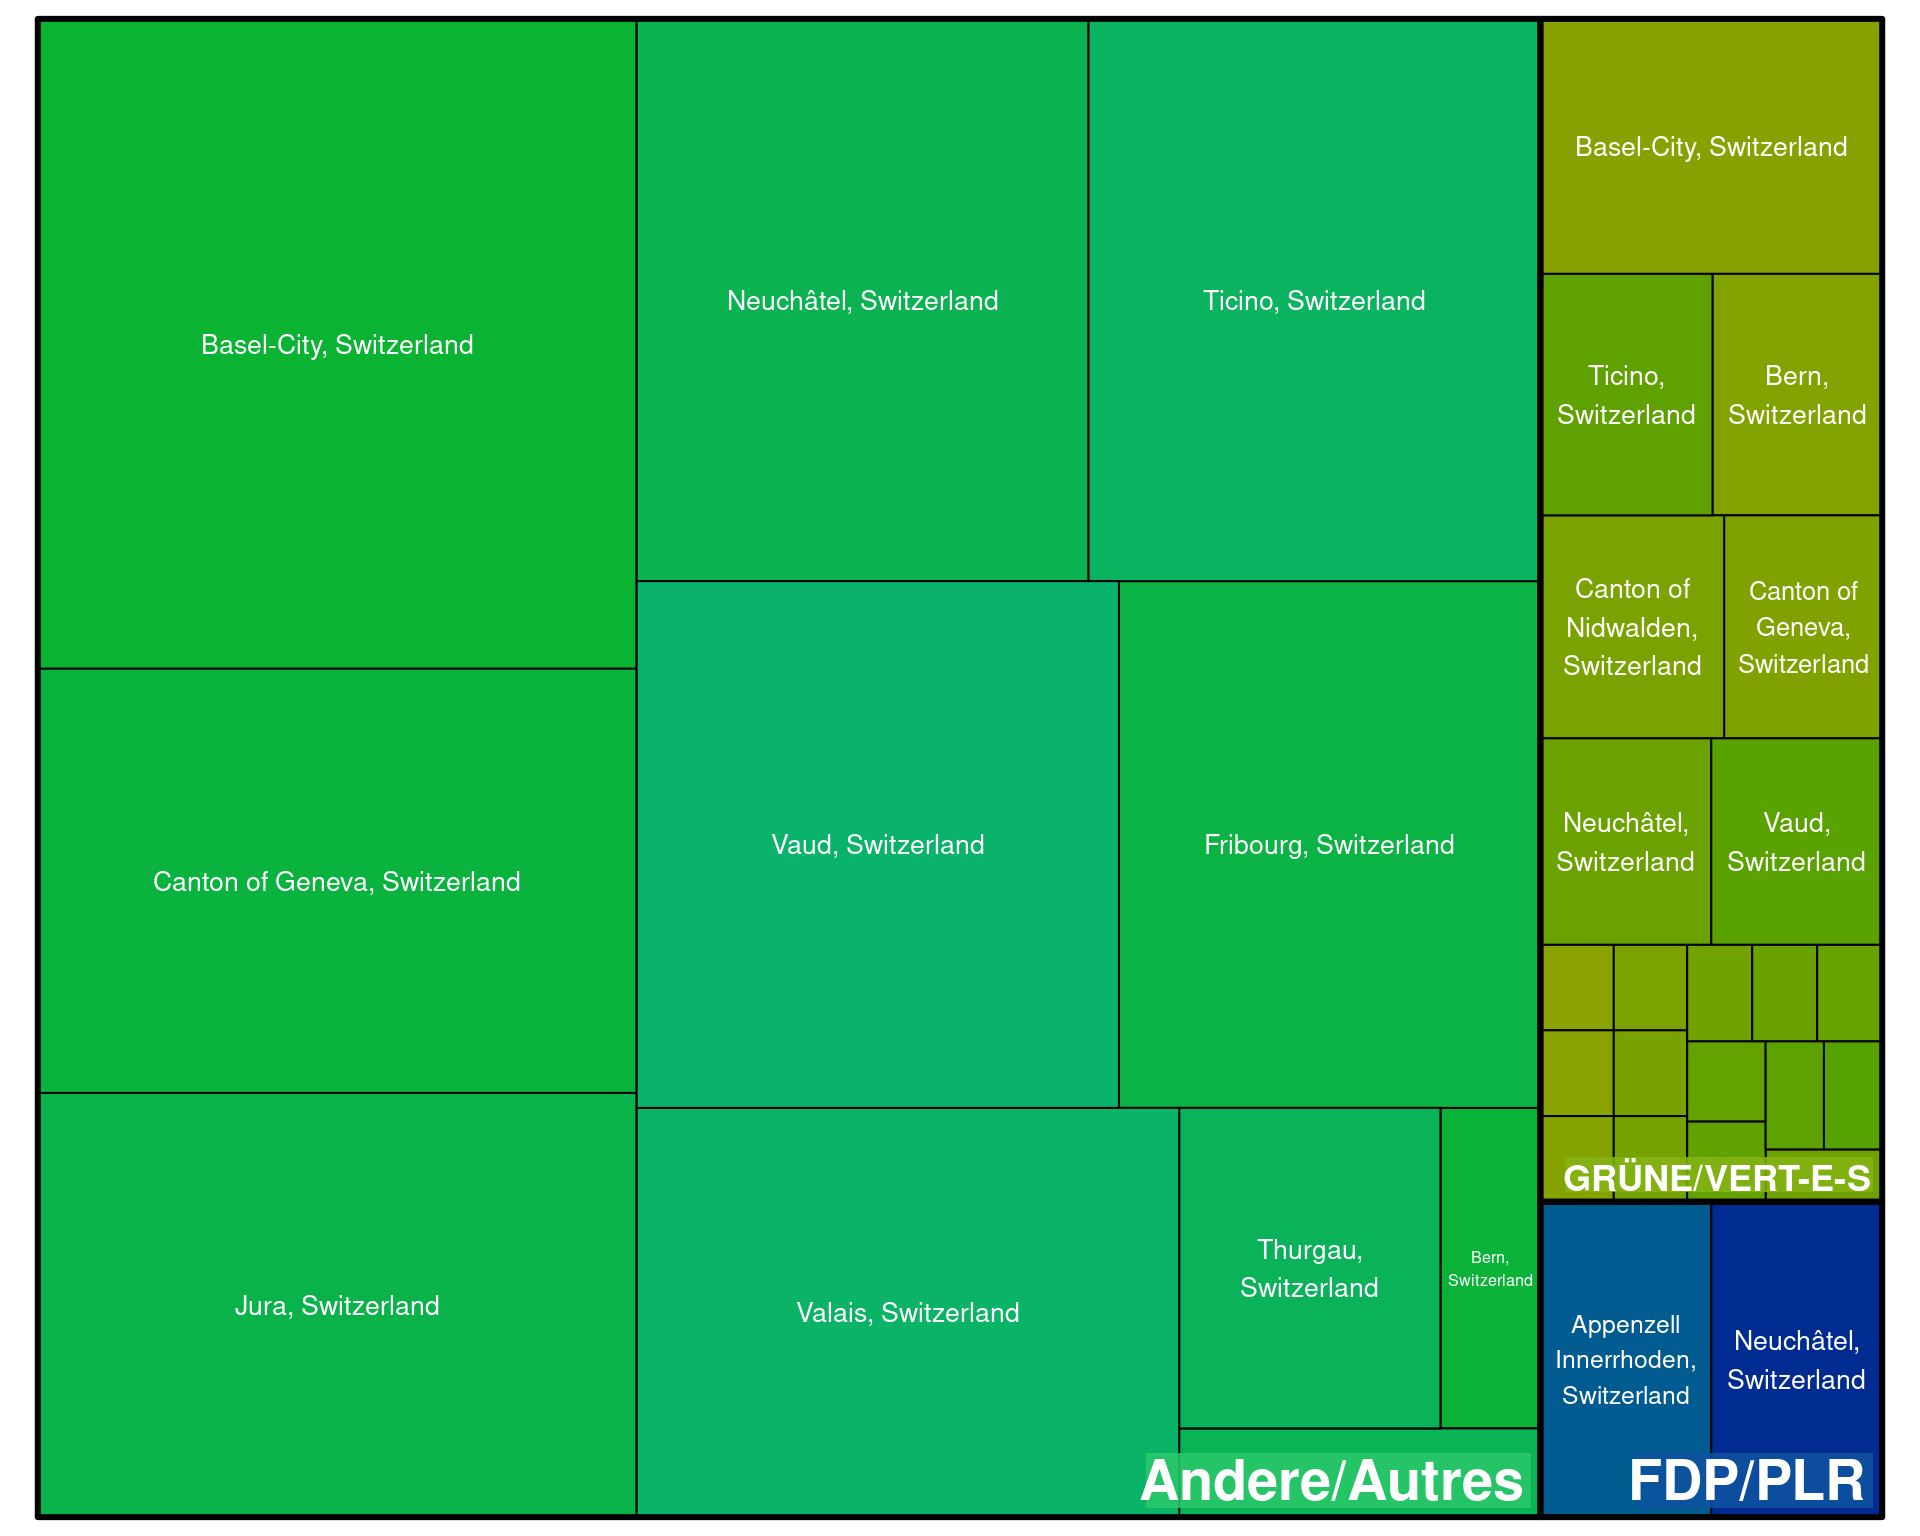 Basel-City, Switzerland
Neuchâtel, Switzerland
Ticino, Switzerland
Canton of Geneva, Switzerland
Vaud, Switzerland
Fribourg, Switzerland
Jura, Switzerland
Valais, Switzerland
Thurgau,
Switzerland
Bern,
Switzerland
Andere/Autres
Basel-City, Switzerland
Ticino,
Switzerland
Bern,
Switzerland
Canton of
Nidwalden,
Switzerland
Canton of
Geneva,
Switzerland
Neuchâtel,
Switzerland
Vaud,
Switzerland
GRÜNE/VERT-E-S
Appenzell
Innerrhoden,
Switzerland
Neuchâtel,
Switzerland
FDP/PLR